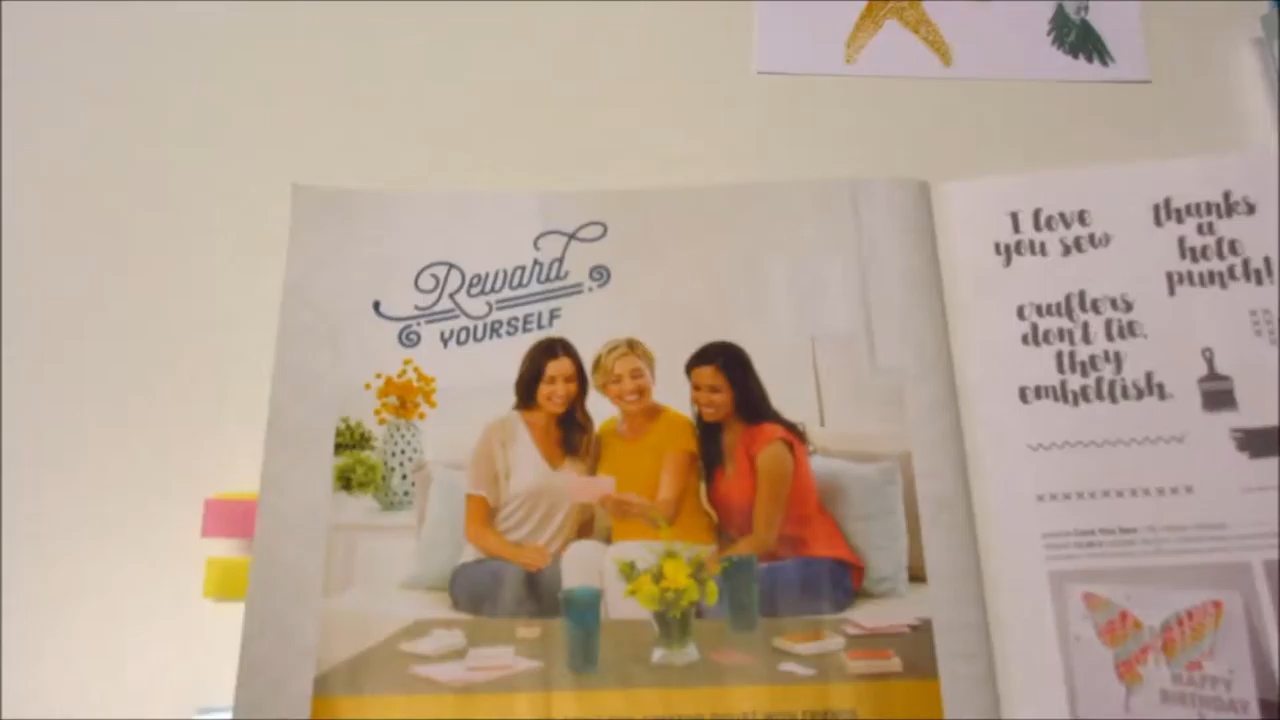 Reward
YOURSELF
I love
you sew
thanks
a
hole
punch!
crafters
don't lie,
they
embellish.
HAPPY
BIRTHDAY